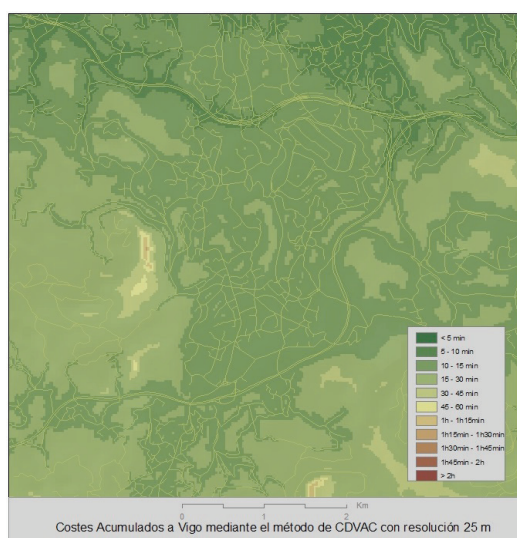 < 5 min
5 - 10 min
10 - 15 min
15 - 30 min
30 - 45 min
45 - 60 min
1h - 1h15min
1h15min - 1h30min
1h30min - 1h45min
1h45min - 2h
> 2h
Km
0 1 2
Costes Acumulados a Vigo mediante el método de CDVAC con resolución 25 m